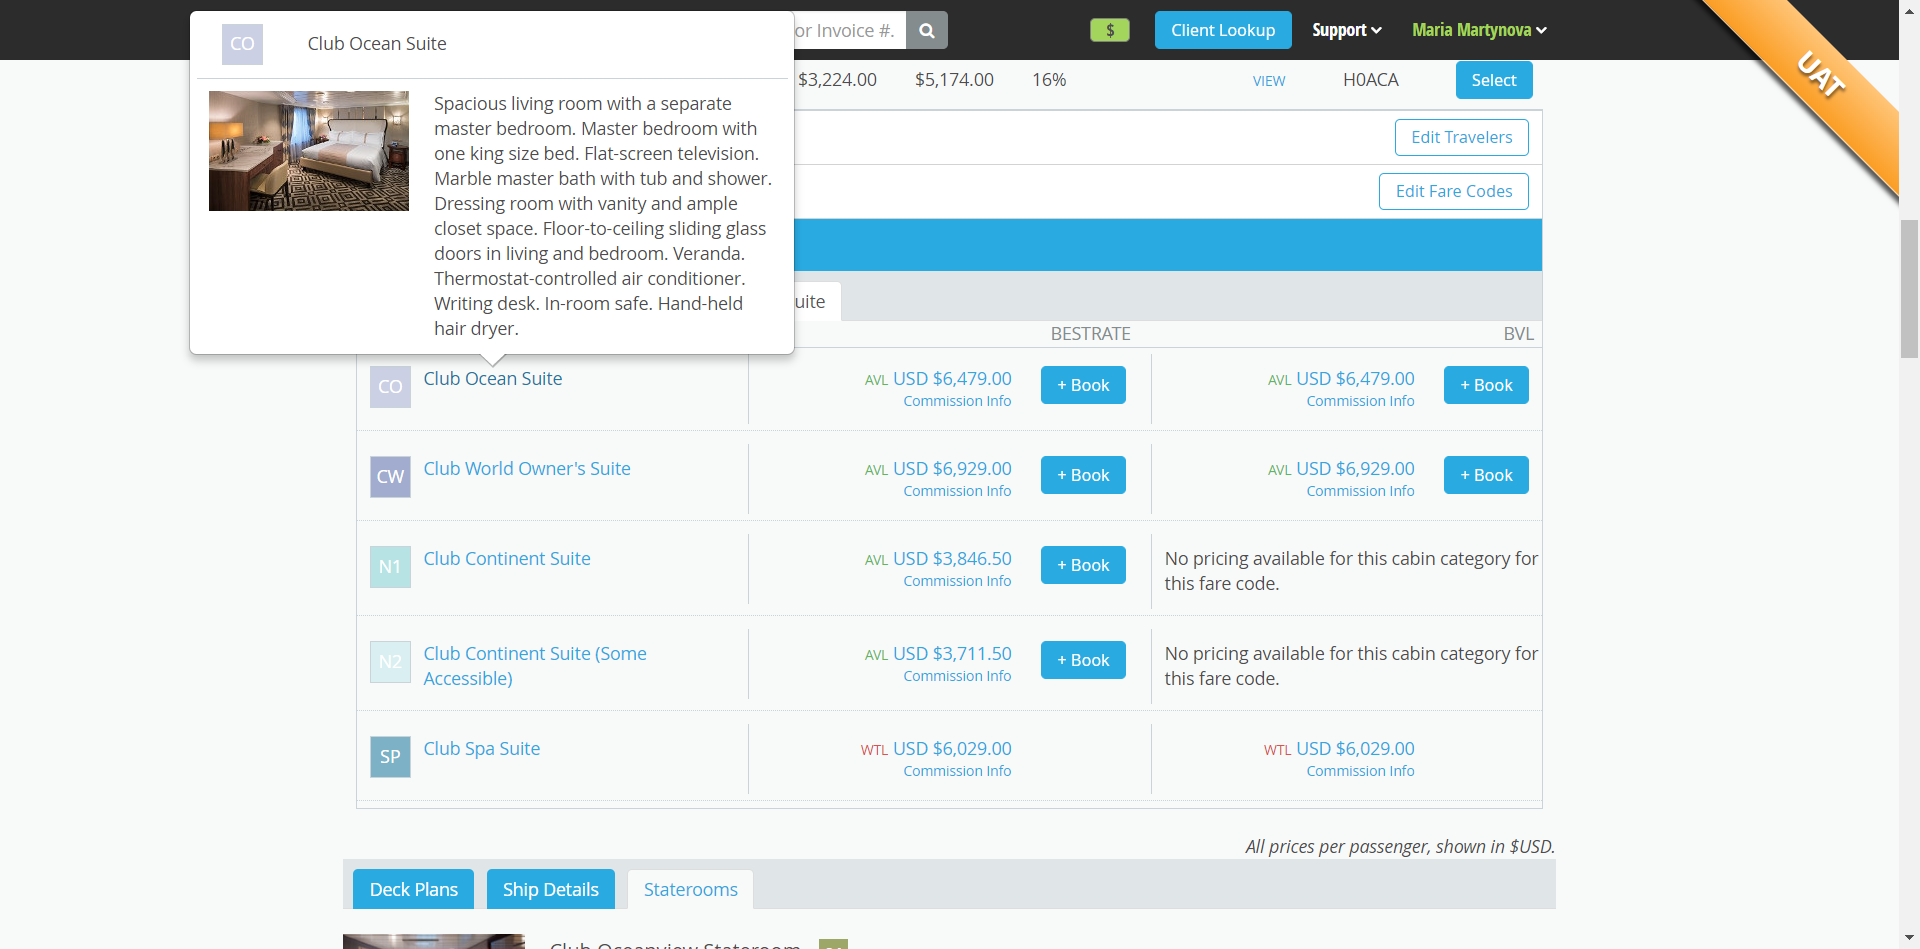 CO
Club Ocean Suite
or Invoice #.
$
Client Lookup
Support
Maria Martynova
UAT
$3,224.00
$5,174.00
16%
VIEW
H0ACA
Select
Spacious living room with a separate
master bedroom. Master bedroom with
one king size bed. Flat-screen television.
Marble master bath with tub and shower.
Dressing room with vanity and ample
closet space. Floor-to-ceiling sliding glass
doors in living and bedroom. Veranda.
Thermostat-controlled air conditioner.
Writing desk. In-room safe. Hand-held
hair dryer.
Edit Travelers
Edit Fare Codes
uite
BESTRATE
BVL
CO
Club Ocean Suite
AVL USD $6,479.00
Commission Info
+ Book
AVL USD $6,479.00
Commission Info
+ Book
CW
Club World Owner's Suite
AVL USD $6,929.00
Commission Info
+ Book
AVL USD $6,929.00
Commission Info
+ Book
N1
Club Continent Suite
AVL USD $3,846.50
Commission Info
+ Book
No pricing available for this cabin category for
this fare code.
N2
Club Continent Suite (Some
Accessible)
AVL USD $3,711.50
Commission Info
+ Book
No pricing available for this cabin category for
this fare code.
SP
Club Spa Suite
WTL USD $6,029.00
Commission Info
WTL USD $6,029.00
Commission Info
All prices per passenger, shown in $USD.
Deck Plans
Ship Details
Staterooms
Club Oceanview Stateroom